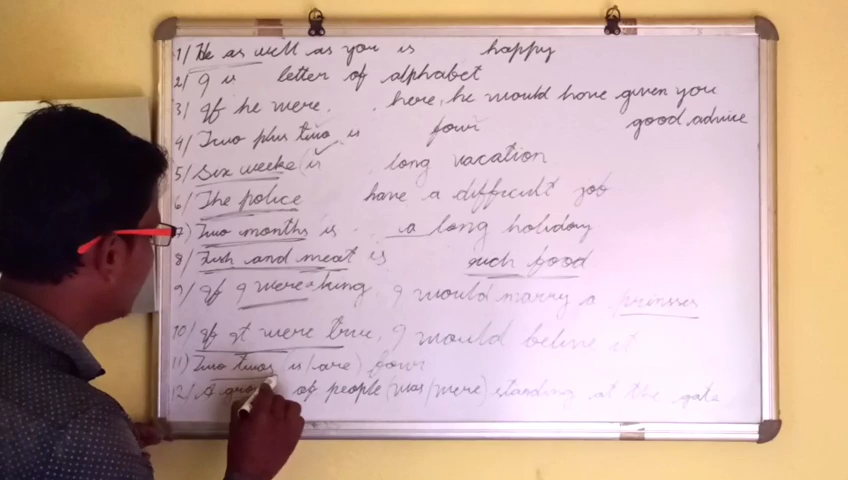 1/ He as well as you is happy
2/ I is letter of alphabet
3/ If he were here, he would have given you
good advice
4/ Two plus two is four
5/ Six weeks is long vacation
6/ The police have a difficult job
7) Two months is a long holiday
8/ Fish and meat is such food
9/ If I were a king, I would marry a prinsses
10/ If It were true, I would belive it
11) Two twos (is/are) four
12/ A of people (was/were) standing at the gate